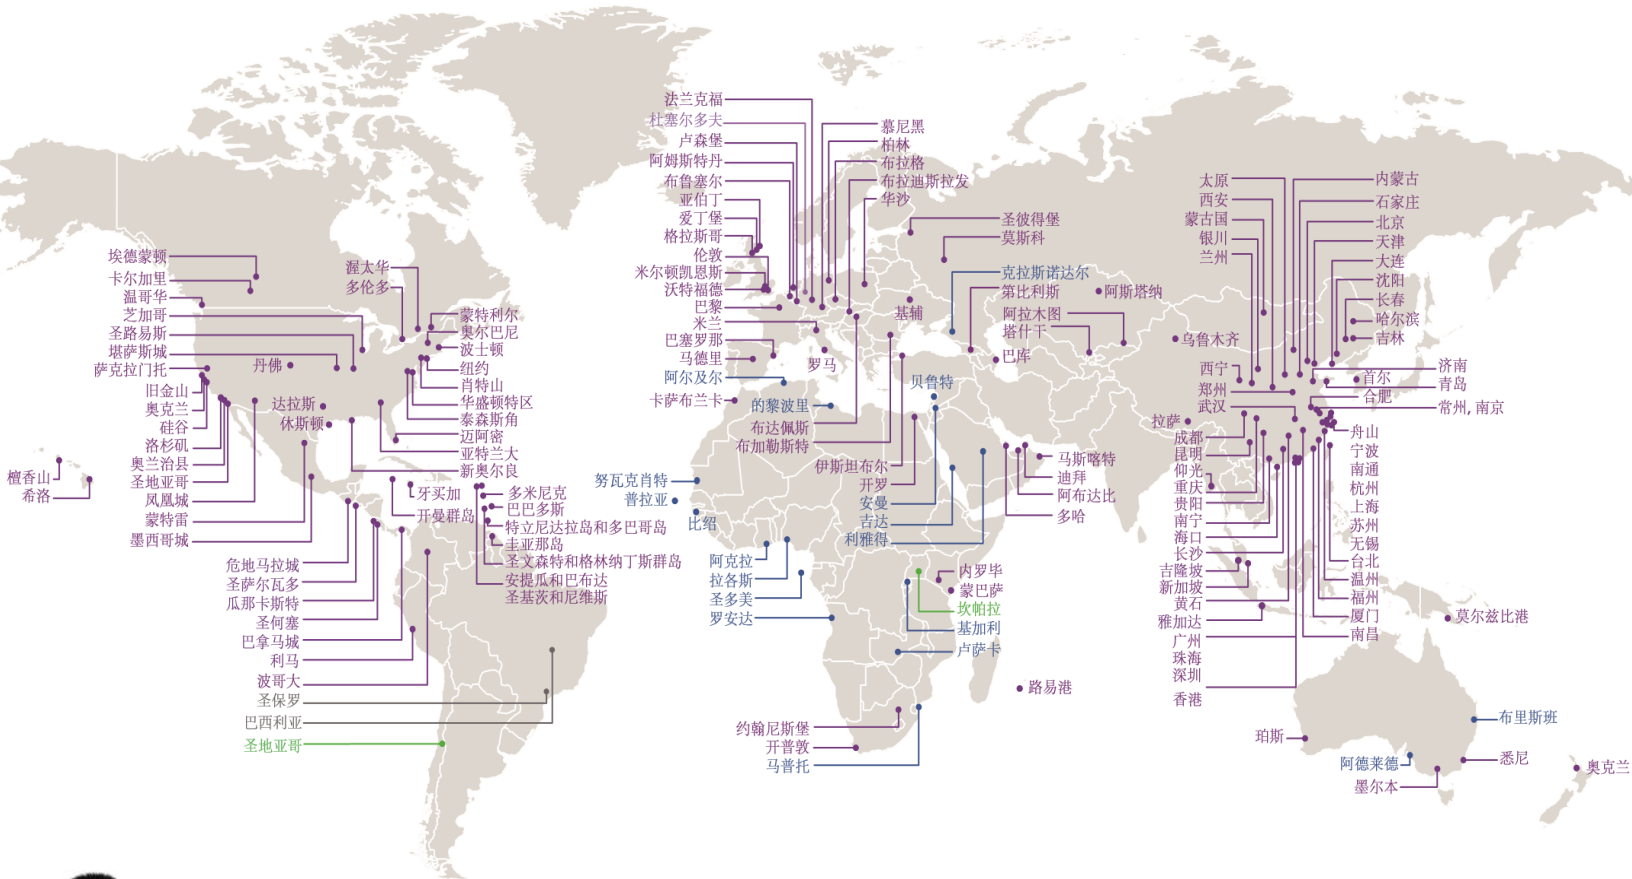 埃德蒙顿
卡尔加里
温哥华
芝加哥
圣路易斯
堪萨斯城
萨克拉门托
旧金山
奥克兰
硅谷
洛杉矶
奥兰治县
圣地亚哥
凤凰城
蒙特雷
墨西哥城
丹佛
达拉斯
休斯顿
檀香山
希洛
渥太华
多伦多
蒙特利尔
奥尔巴尼
波士顿
纽约
肖特山
华盛顿特区
泰森斯角
迈阿密
亚特兰大
新奥尔良
牙买加
开曼群岛
多米尼克
巴巴多斯
特立尼达拉岛和多巴哥岛
圭亚那岛
圣文森特和格林纳丁斯群岛
安提瓜和巴布达
圣基茨和尼维斯
危地马拉城
圣萨尔瓦多
瓜那卡斯特
圣何塞
巴拿马城
利马
波哥大
圣保罗
巴西利亚
圣地亚哥
法兰克福
杜塞尔多夫
卢森堡
阿姆斯特丹
布鲁塞尔
亚伯丁
爱丁堡
格拉斯哥
伦敦
米尔顿凯恩斯
沃特福德
巴黎
米兰
巴塞罗那
马德里
阿尔及尔
卡萨布兰卡
慕尼黑
柏林
布拉格
布拉迪斯拉发
华沙
圣彼得堡
莫斯科
克拉斯诺达尔
第比利斯
阿斯塔纳
阿拉木图
塔什干
基辅
巴库
罗马
贝鲁特
的黎波里
布达佩斯
布加勒斯特
伊斯坦布尔
开罗
安曼
吉达
利雅得
马斯喀特
迪拜
阿布达比
多哈
努瓦克肖特
普拉亚
比绍
阿克拉
拉各斯
圣多美
罗安达
内罗毕
蒙巴萨
坎帕拉
基加利
卢萨卡
路易港
约翰尼斯堡
开普敦
马普托
太原
西安
蒙古国
银川
兰州
内蒙古
石家庄
北京
天津
大连
沈阳
长春
哈尔滨
吉林
乌鲁木齐
西宁
郑州
武汉
拉萨
济南
首尔
青岛
合肥
常州, 南京
成都
昆明
仰光
重庆
贵阳
南宁
海口
长沙
吉隆坡
新加坡
黄石
雅加达
广州
珠海
深圳
香港
舟山
宁波
南通
杭州
上海
苏州
无锡
台北
温州
福州
厦门
南昌
莫尔兹比港
布里斯班
珀斯
阿德莱德
悉尼
墨尔本
奥克兰